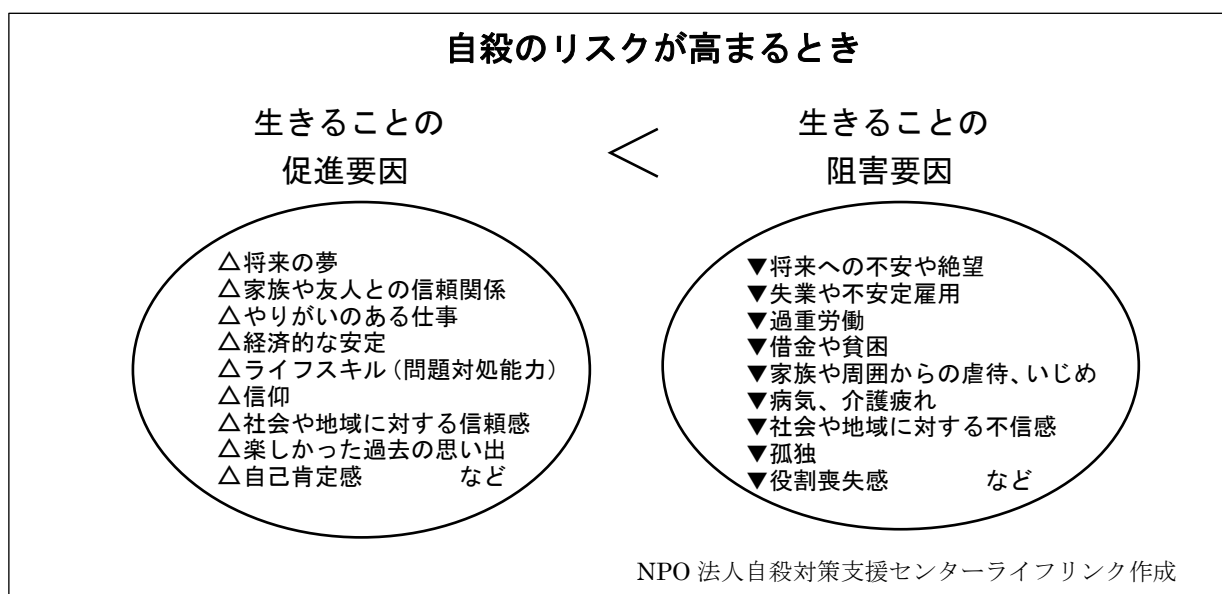 自殺のリスクが高まるとき
生きることの
促進要因
<
生きることの
阻害要因
△将来の夢
△家族や友人との信頼関係
△やりがいのある仕事
△経済的な安定
△ライフスキル(問題対処能力)
△信仰
△社会や地域に対する信頼感
△楽しかった過去の思い出
△自己肯定感 など
▼将来への不安や絶望
▼失業や不安定雇用
▼過重労働
▼借金や貧困
▼家族や周囲からの虐待、いじめ
▼病気、介護疲れ
▼社会や地域に対する不信感
▼孤独
▼役割喪失感 など
NPO 法人自殺対策支援センターライフリンク作成